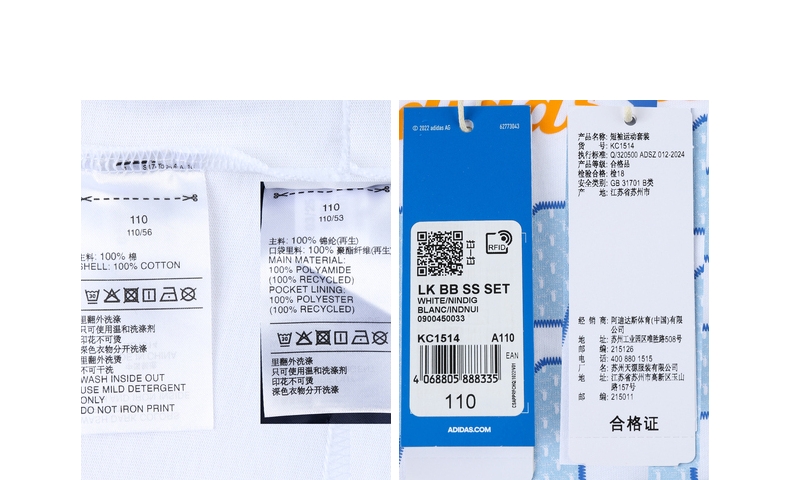 110
110/56
主料: 100% 棉
SHELL: 100% COTTON
里翻外洗涤
只可使用温和洗涤剂
印花不可烫
深色衣物分开洗涤
不可干洗
WASH INSIDE OUT
USE MILD DETERGENT
ONLY
DO NOT IRON PRINT
110
110/53
主料: 100% 锦纶(再生)
口袋里料: 100% 聚酯纤维(再生)
MAIN MATERIAL:
100% POLYAMIDE
(100% RECYCLED)
POCKET LINING:
100% POLYESTER
(100% RECYCLED)
里翻外洗涤
只可使用温和洗涤剂
印花不可烫
深色衣物分开洗涤
© 2022 adidas AG
62773043
RFID
LK BB SS SET
WHITE/NINDIG
BLANC/INDNUI
0900450033
KC1514 A110
EAN
4 068805 888335
110
ADIDAS.COM
产品名称: 短袖运动套装
货 号: KC1514
执行标准: Q/320500 ADSZ 012-2024
产品等级: 合格品
检验合格: 检18
安全类别: GB 31701 B类
产 地: 江苏省苏州市
经 销 商: 阿迪达斯体育(中国)有限
公司
地 址: 苏州工业园区唯胜路508号
邮 编: 215126
电 话: 400 880 1515
厂 名: 苏州天源服装有限公司
地 址: 江苏省苏州市高新区玉山
路157号
邮 编: 215011
合格证